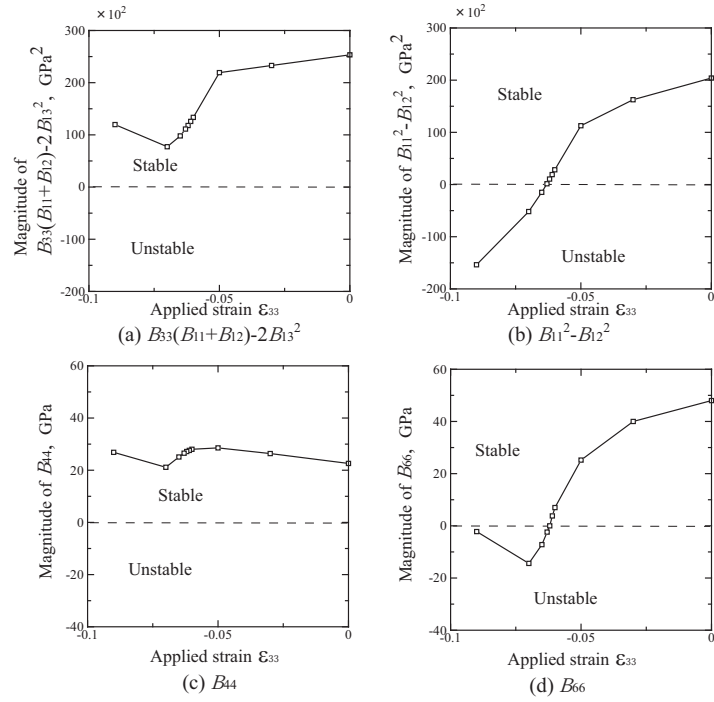 × 10²
Magnitude of
B₃₃(B₁₁+B₁₂)-2B₁₃², GPa²
300
200
100
0
-100
-200
Stable
Unstable
-0.1
-0.05
0
Applied strain ε₃₃
(a) B₃₃(B₁₁+B₁₂)-2B₁₃²
× 10²
Magnitude of B₁₁²-B₁₂², GPa²
300
200
100
0
-100
-200
Stable
Unstable
-0.1
-0.05
0
Applied strain ε₃₃
(b) B₁₁²-B₁₂²
Magnitude of B₄₄, GPa
60
40
20
0
-20
-40
Stable
Unstable
-0.1
-0.05
0
Applied strain ε₃₃
(c) B₄₄
Magnitude of B₆₆, GPa
60
40
20
0
-20
-40
Stable
Unstable
-0.1
-0.05
0
Applied strain ε₃₃
(d) B₆₆